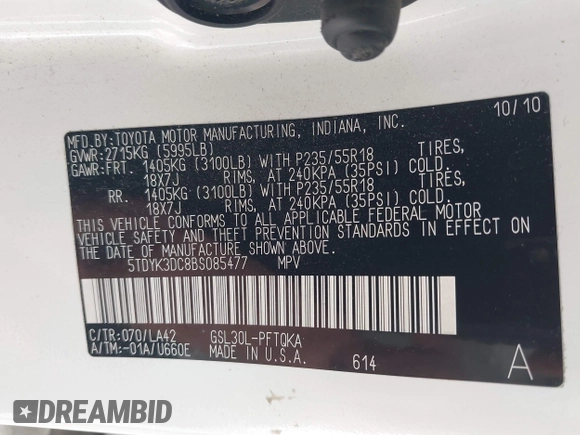 10/10
MFD.BY:TOYOTA MOTOR MANUFACTURING, INDIANA, INC.
GVWR:2715KG (5995LB)
GAWR:FRT. 1405KG (3100LB) WITH P235/55R18 TIRES,
18X7J RIMS, AT 240KPA (35PSI) COLD.
RR. 1405KG (3100LB) WITH P235/55R18 TIRES,
18X7J RIMS, AT 240KPA (35PSI) COLD.
THIS VEHICLE CONFORMS TO ALL APPLICABLE FEDERAL MOTOR
VEHICLE SAFETY AND THEFT PREVENTION STANDARDS IN EFFECT ON
THE DATE OF MANUFACTURE SHOWN ABOVE.
5TDYK3DC8BS085477 MPV
C/TR:070/LA42 GSL30L-PFTQKA
A/TM:-01A/U660E MADE IN U.S.A. 614 A
DREAMBID